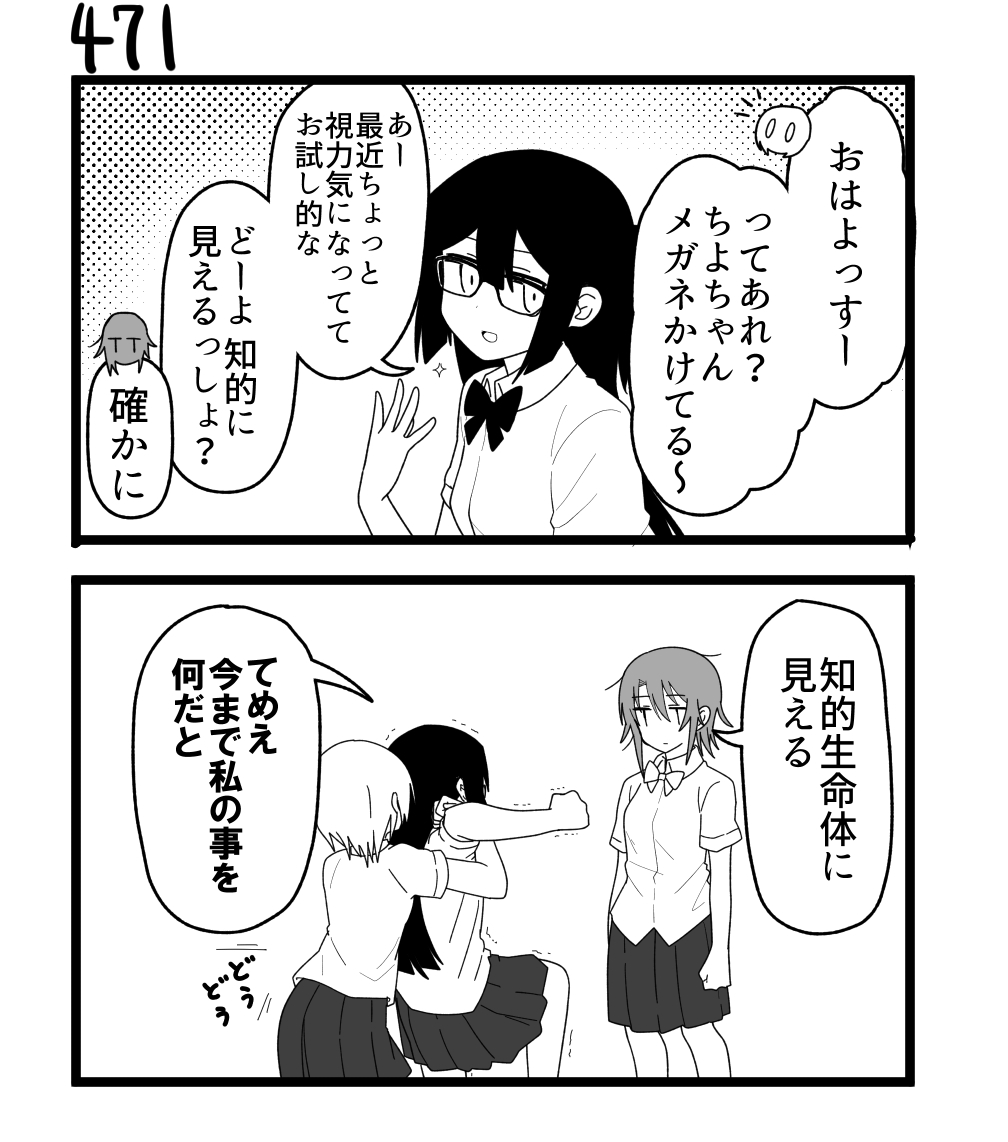 471
おはよっすー
ってあれ？
ちよちゃん
メガネかけてる〜
あー
最近ちょっと
視力気になってて
お試し的な
どーよ 知的に
見えるっしょ？
確かに
知的生命体に
見える
てめえ
今まで私の事を
何だと
どう
どう